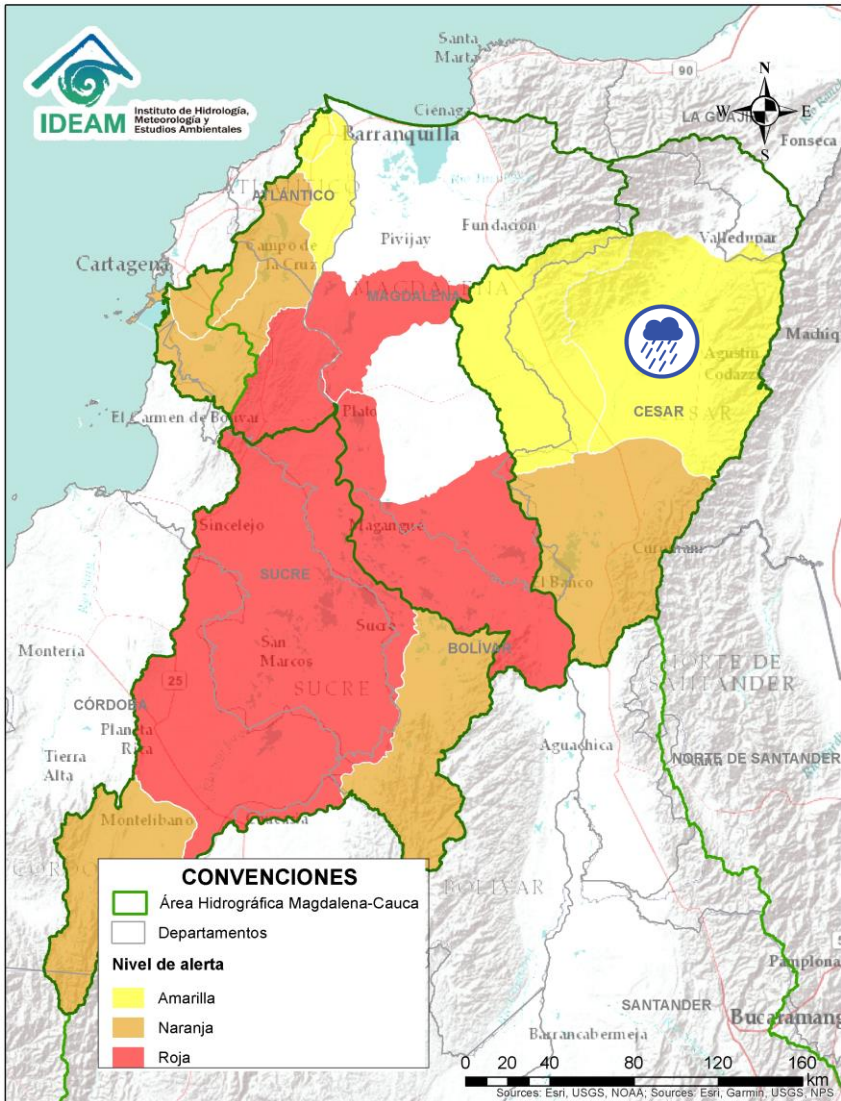 IDEAM
Instituto de Hidrología,
Meteorología y
Estudios Ambientales
Santa
Marta
90
N
W
E
S
LA GUAJI
Ciénaga
Fonseca
Barranquilla
ATLÁNTICO
Campo de
la Cruz
Pivijay
Fundación
Valledupar
Cartagena
MAGDALENA
Machiq
Agustín
Codazzi
CESAR
El Carmen de Bolívar
Plato
Sincelejo
Magangué
SUCRE
El Banco
Curumaní
Sucre
San
Marcos
SUCRE
BOLÍVAR
Montería
25
CÓRDOBA
Planeta
Rica
Tierra
Alta
NORTE DE
SANTANDER
Aguachica
NORTE DE SANTANDER
Montelíbano
Caucasia
BOLÍVAR
CONVENCIONES
Área Hidrográfica Magdalena-Cauca
Departamentos
Nivel de alerta
Amarilla
Naranja
Roja
Pamplona
SANTANDER
Bucaramang
Barrancabermeja
0 20 40 80 120 160
km
Sources: Esri, USGS, NOAA; Sources: Esri, Garmin, USGS, NPS